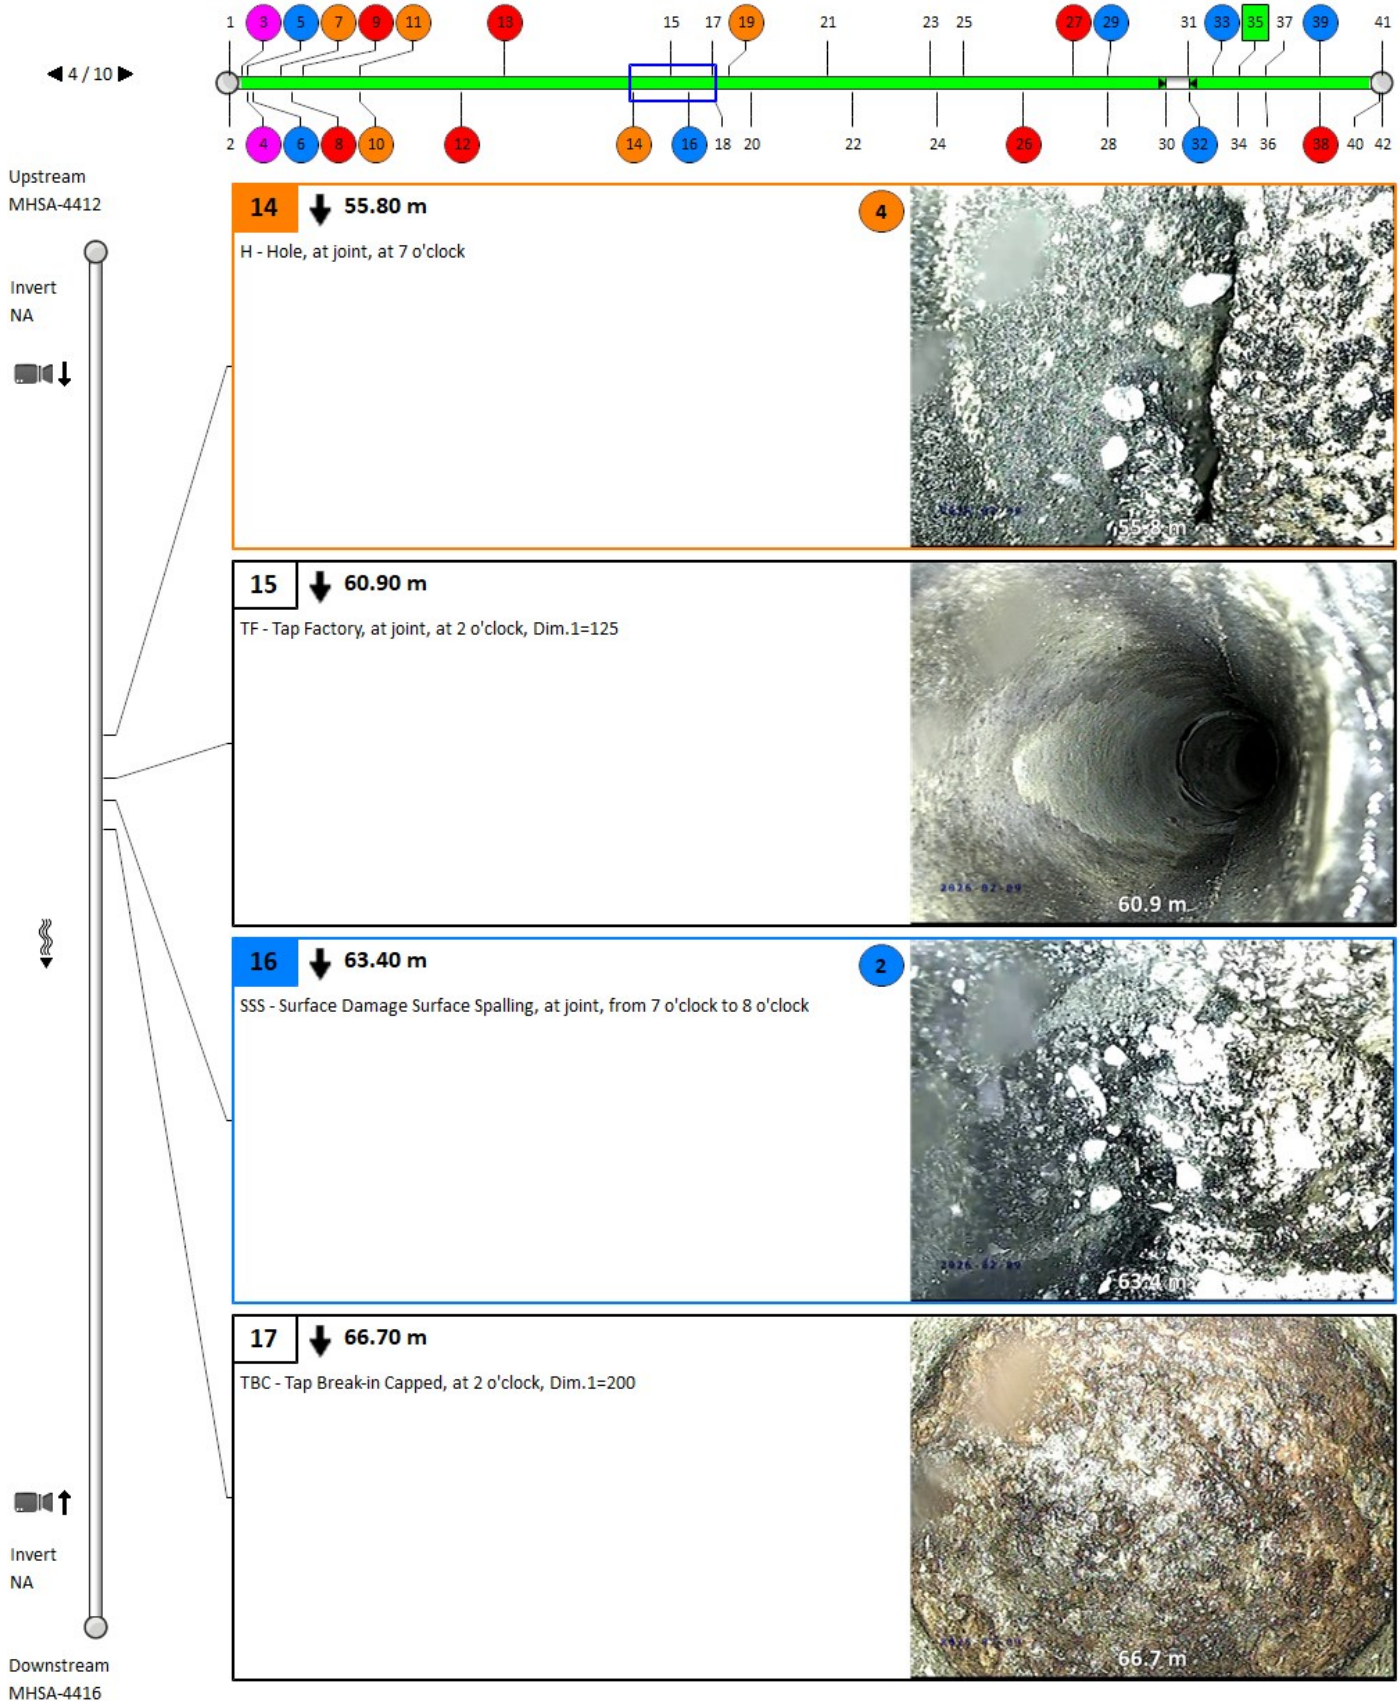 1 3 5 7 9 11 13 15 17 19 21 23 25 27 29 31 33 35 37 39 41
4 / 10
2 4 6 8 10 12 14 16 18 20 22 24 26 28 30 32 34 36 38 40 42
Upstream
MHSA-4412
Invert
NA
14 55.80 m 4
H - Hole, at joint, at 7 o'clock
55.8 m
15 60.90 m
TF - Tap Factory, at joint, at 2 o'clock, Dim.1=125
2026-02-09
60.9 m
16 63.40 m 2
SSS - Surface Damage Surface Spalling, at joint, from 7 o'clock to 8 o'clock
2026-02-09
63.4 m
17 66.70 m
TBC - Tap Break-in Capped, at 2 o'clock, Dim.1=200
66.7 m
Invert
NA
Downstream
MHSA-4416